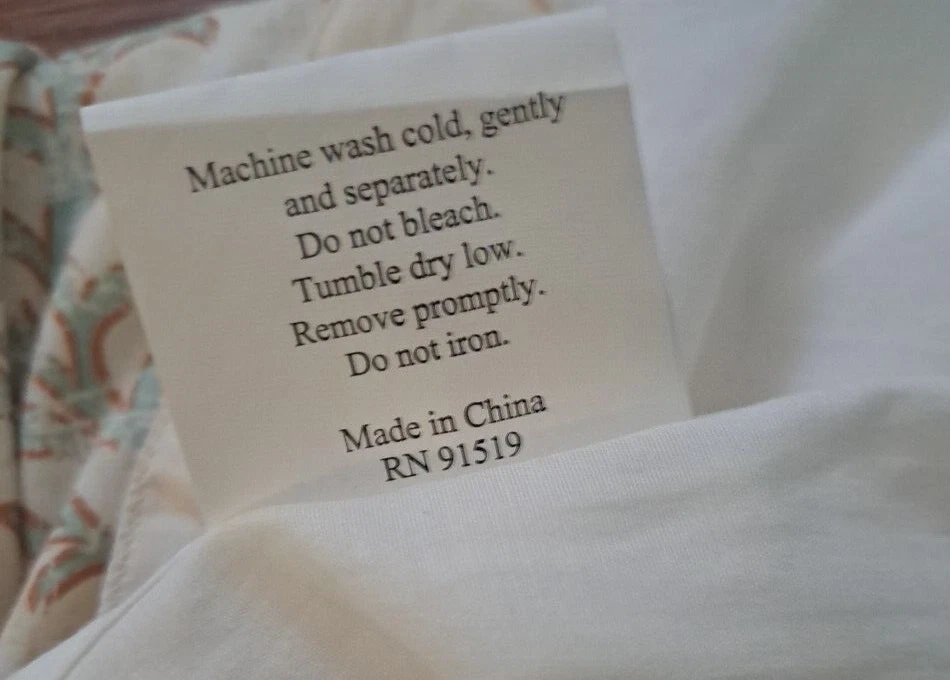 Machine wash cold, gently
and separately.
Do not bleach.
Tumble dry low.
Remove promptly.
Do not iron.
Made in China
RN 91519